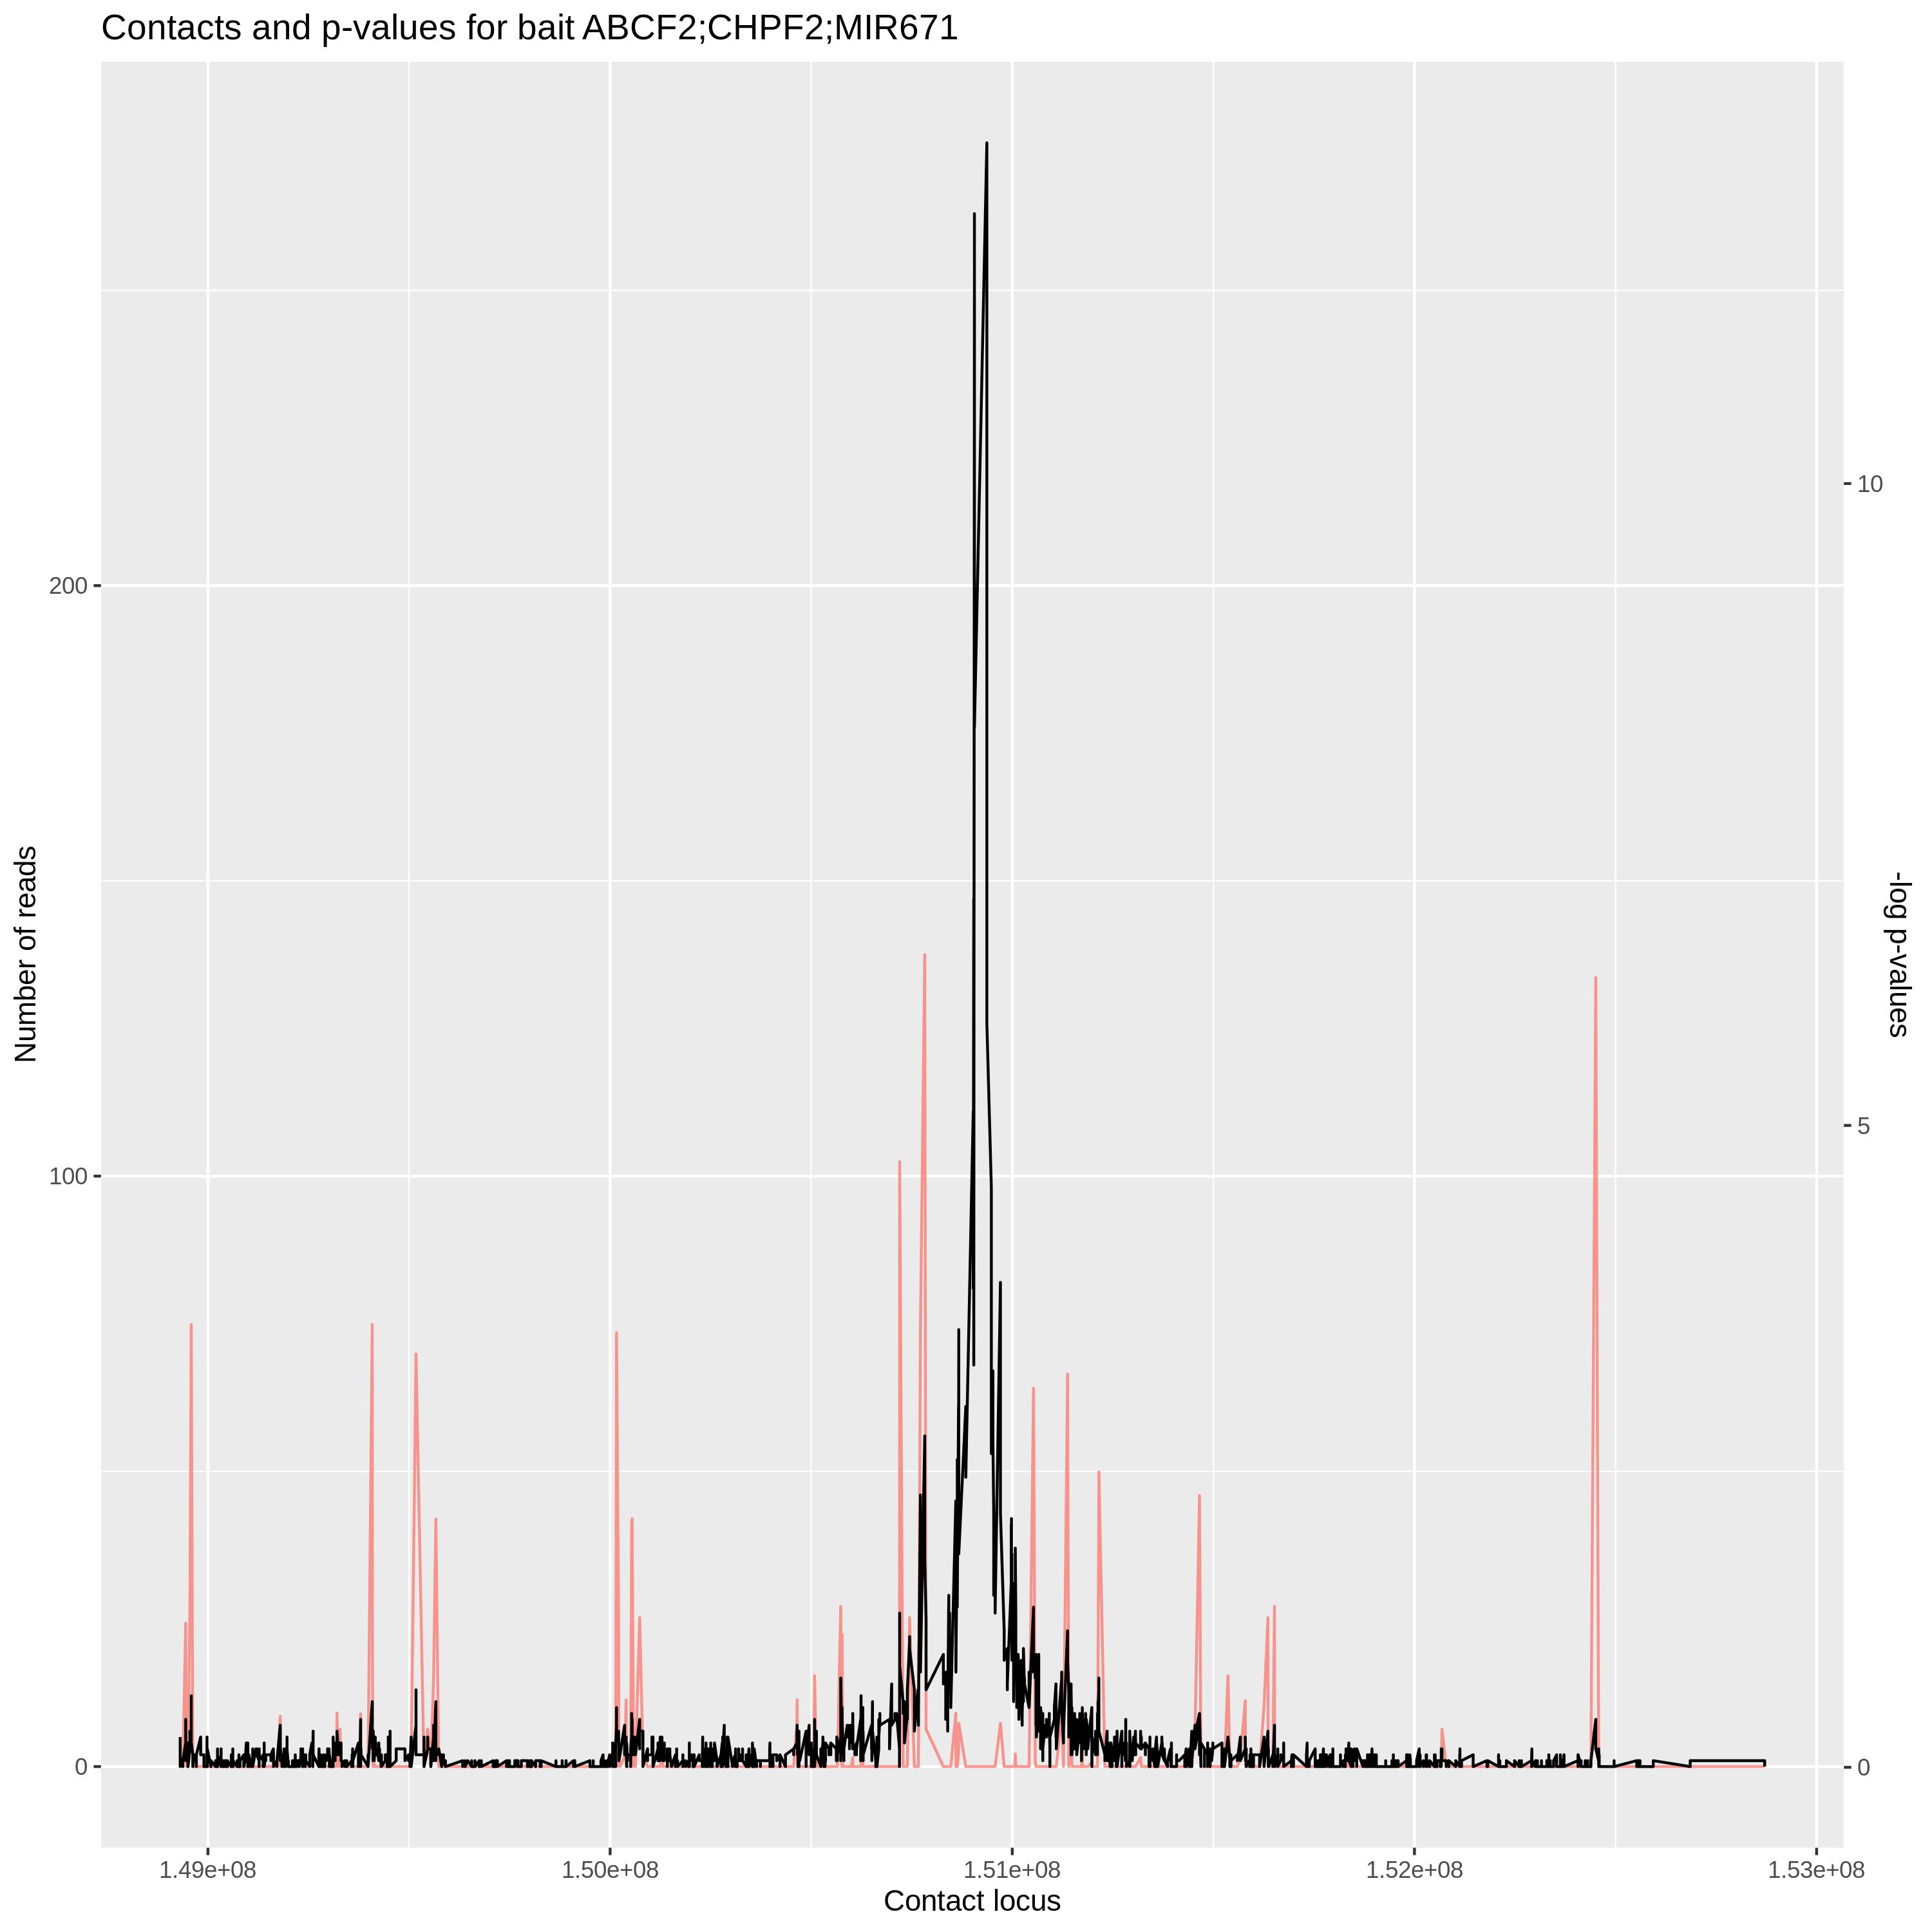 Contacts and p-values for bait ABCF2;CHPF2;MIR671
200
100
0
Number of reads
10
5
0
-log p-values
1.49e+08
1.50e+08
1.51e+08
1.52e+08
1.53e+08
Contact locus